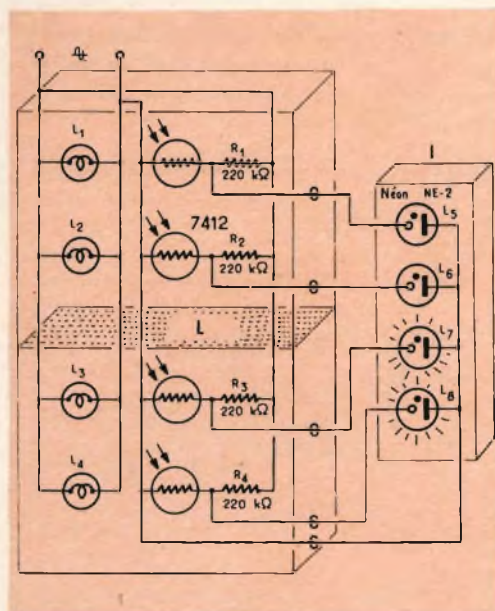 L1
R1
220 kΩ
I
Néon NE-2
L5
L2
7412
R2
220 kΩ
L6
L
L7
L3
R3
220 kΩ
L8
L4
R4
220 kΩ